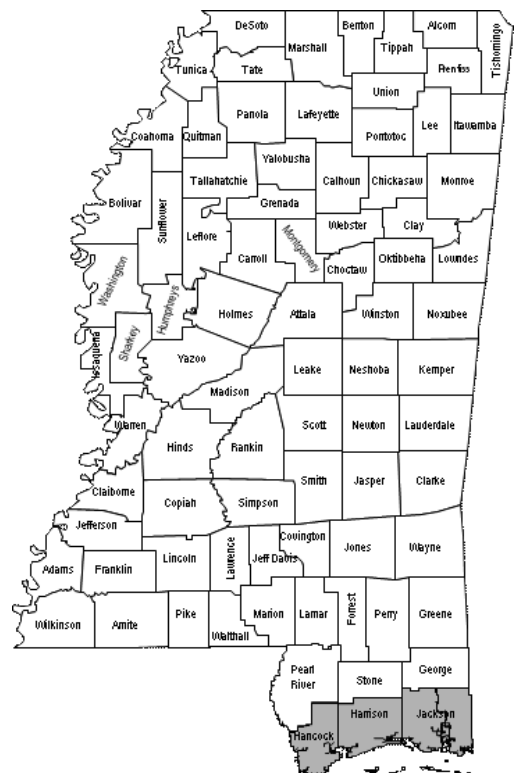 DeSoto
Benton
Alcorn
Marshall
Tippah
Tishomingo
Tunica
Tate
Renfiss
Union
Panola
Lafeyette
Coahoma
Quitman
Pontotoc
Lee
Itawamba
Yalobusha
Tallahatchie
Calhoun
Chickasaw
Monroe
Bolivar
Sunflower
Grenada
Leflore
Webster
Clay
Carroll
Montgomery
Choctaw
Oktibbeha
Lowndes
Washington
Humphreys
Holmes
Attala
Winston
Noxubee
Issaquena
Sharkey
Yazoo
Leake
Neshoba
Kemper
Madison
Warren
Hinds
Rankin
Scott
Newton
Lauderdale
Claiborne
Copiah
Simpson
Smith
Jasper
Clarke
Jefferson
Lincoln
Lawrence
Jeff Davis
Covington
Jones
Wayne
Adams
Franklin
Wilkinson
Amite
Pike
Walthall
Marion
Lamar
Forrest
Perry
Greene
Pearl
River
Stone
George
Hancock
Harrison
Jackson